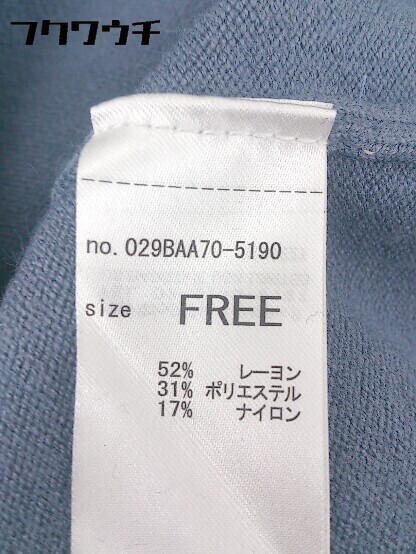 フクワウチ
no. 029BAA70-5190
size FREE
52% レーヨン
31% ポリエステル
17% ナイロン